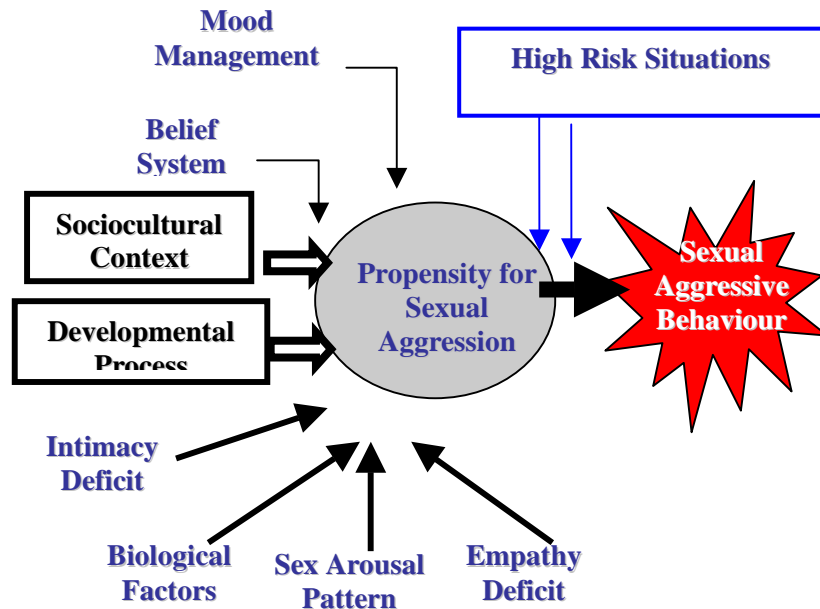 Mood
Management
High Risk Situations
Belief
System
Sociocultural
Context
Developmental
Process
Propensity for
Sexual
Aggression
Sexual
Aggressive
Behaviour
Intimacy
Deficit
Biological
Factors
Sex Arousal
Pattern
Empathy
Deficit